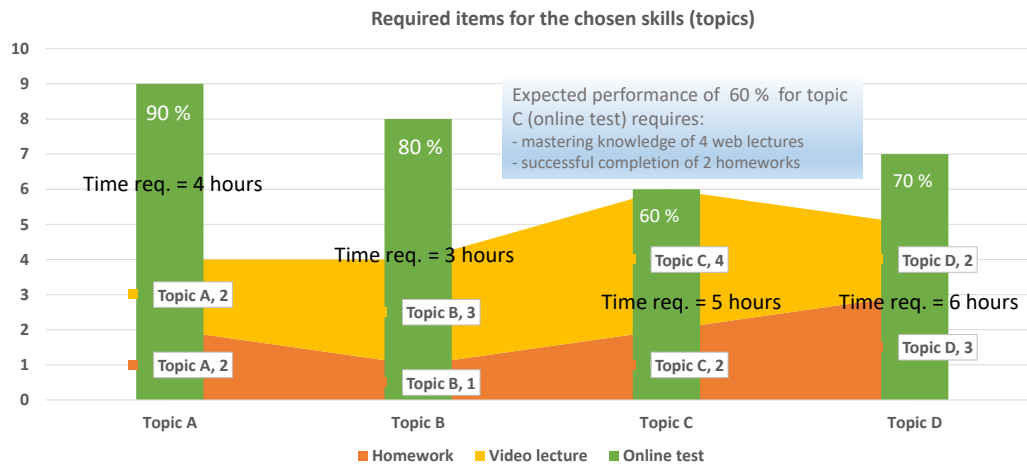 Required items for the chosen skills (topics)
10
9
8
7
6
5
4
3
2
1
0
90 %
80 %
60 %
70 %
Expected performance of 60 % for topic
C (online test) requires:
- mastering knowledge of 4 web lectures
- successful completion of 2 homeworks
Time req. = 4 hours
Time req. = 3 hours
Time req. = 5 hours
Time req. = 6 hours
Topic A, 2
Topic B, 3
Topic C, 4
Topic D, 2
Topic A, 2
Topic B, 1
Topic C, 2
Topic D, 3
Topic A
Topic B
Topic C
Topic D
Homework
Video lecture
Online test